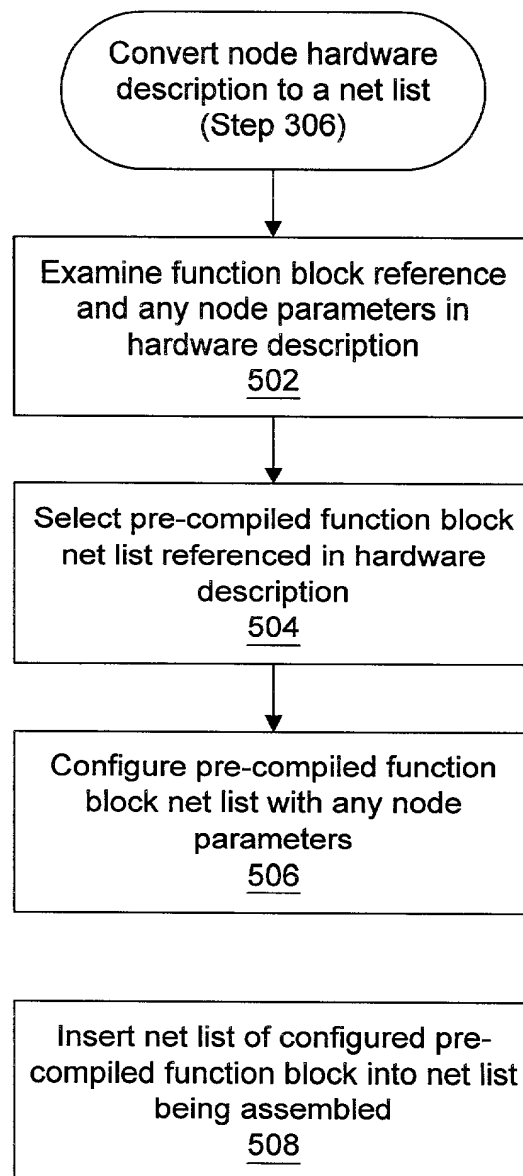 Convert node hardware
description to a net list
(Step 306)
Examine function block reference
and any node parameters in
hardware description
502
Select pre-compiled function block
net list referenced in hardware
description
504
Configure pre-compiled function
block net list with any node
parameters
506
Insert net list of configured pre-
compiled function block into net list
being assembled
508